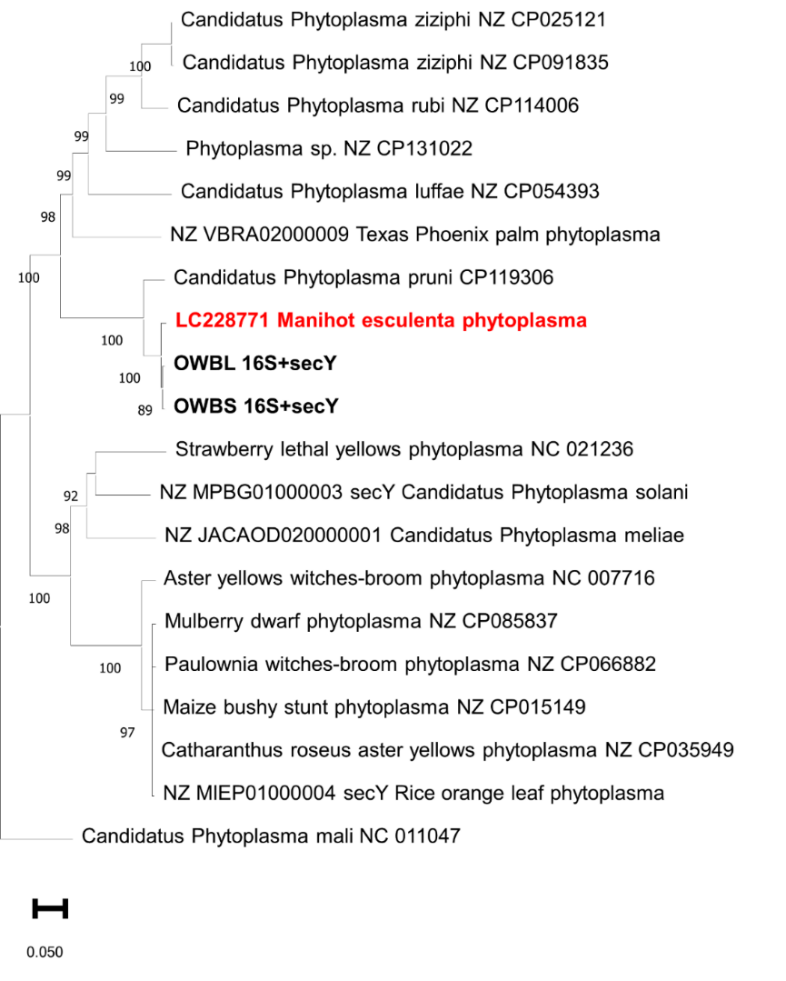 Candidatus Phytoplasma ziziphi NZ CP025121
Candidatus Phytoplasma ziziphi NZ CP091835
100
Candidatus Phytoplasma rubi NZ CP114006
99
Phytoplasma sp. NZ CP131022
99
Candidatus Phytoplasma luffae NZ CP054393
99
NZ VBRA02000009 Texas Phoenix palm phytoplasma
98
Candidatus Phytoplasma pruni CP119306
100
LC228771 Manihot esculenta phytoplasma
100
OWBL 16S+secY
100
OWBS 16S+secY
89
Strawberry lethal yellows phytoplasma NC 021236
NZ MPBG01000003 secY Candidatus Phytoplasma solani
92
NZ JACAOD020000001 Candidatus Phytoplasma meliae
98
Aster yellows witches-broom phytoplasma NC 007716
100
Mulberry dwarf phytoplasma NZ CP085837
Paulownia witches-broom phytoplasma NZ CP066882
100
Maize bushy stunt phytoplasma NZ CP015149
97
Catharanthus roseus aster yellows phytoplasma NZ CP035949
NZ MIEP01000004 secY Rice orange leaf phytoplasma
Candidatus Phytoplasma mali NC 011047
0.050